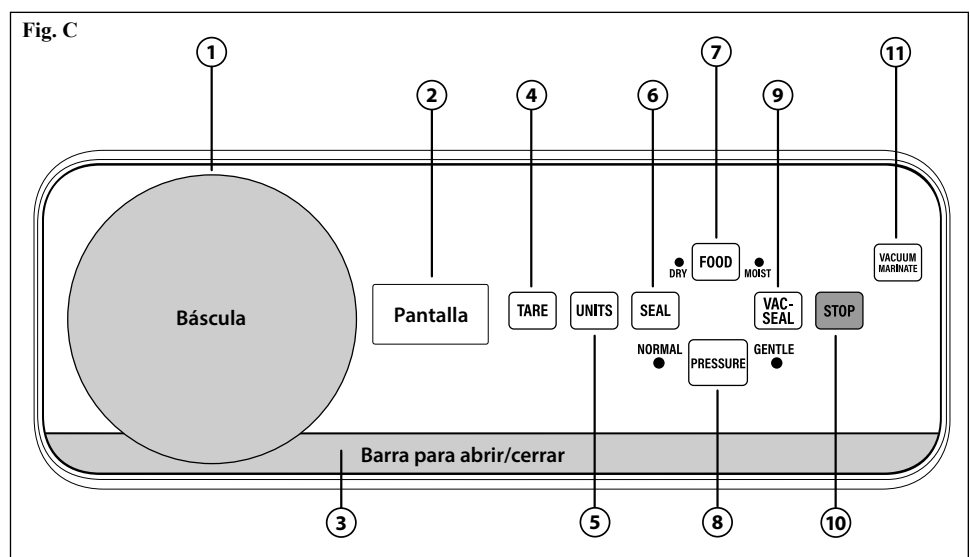 Fig. C
1
2
4
6
7
9
11
Báscula
Pantalla
TARE
UNITS
SEAL
DRY
FOOD
MOIST
VAC-
SEAL
STOP
VACUUM
MARINATE
NORMAL
PRESSURE
GENTLE
Barra para abrir/cerrar
3
5
8
10